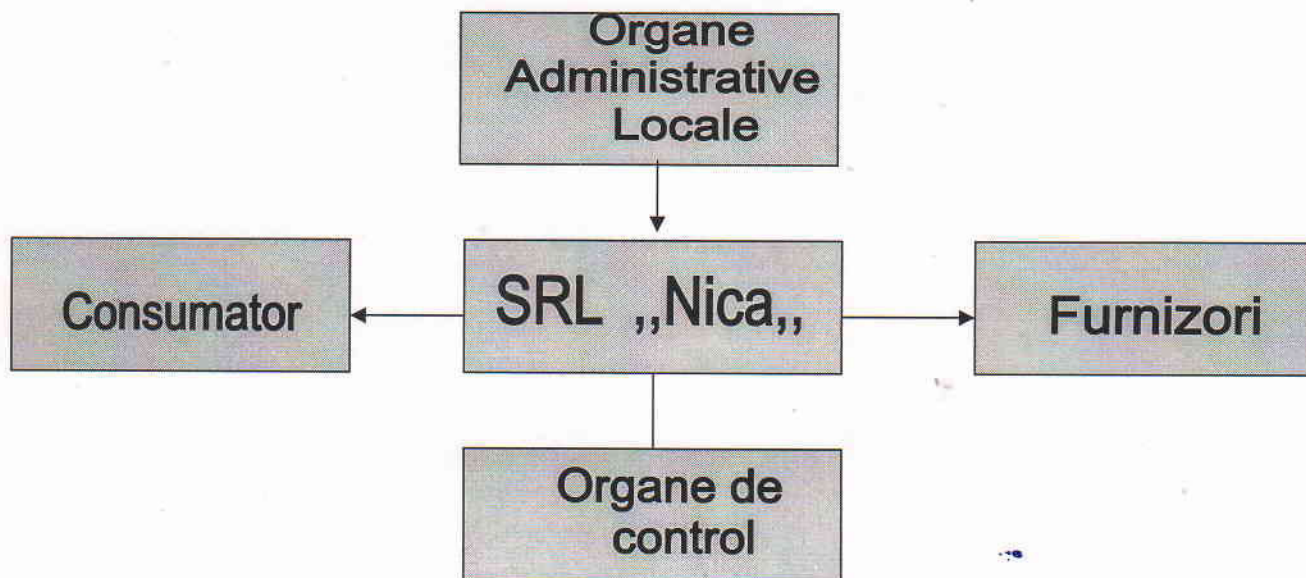 Organe
Administrative
Locale
Consumator
SRL ,,Nica,,
Furnizori
Organe de
control